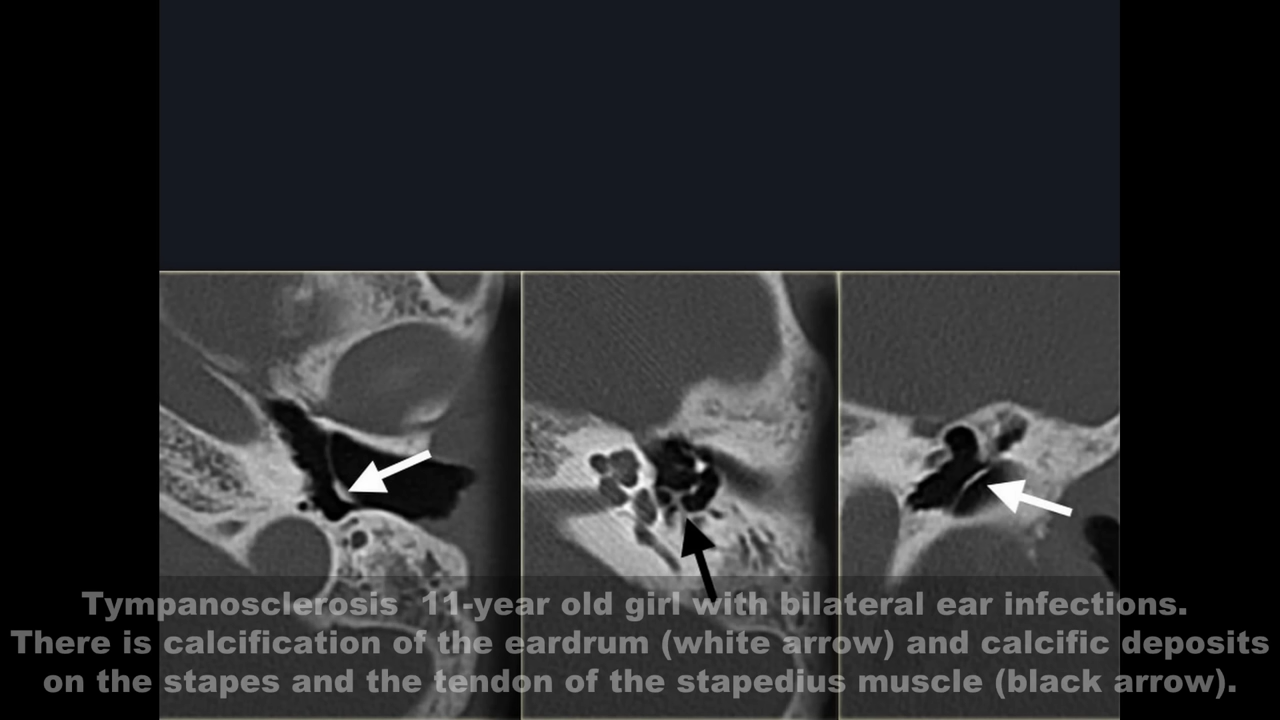 Tympanosclerosis  11-year old girl with bilateral ear infections.
There is calcification of the eardrum (white arrow) and calcific deposits
on the stapes and the tendon of the stapedius muscle (black arrow).